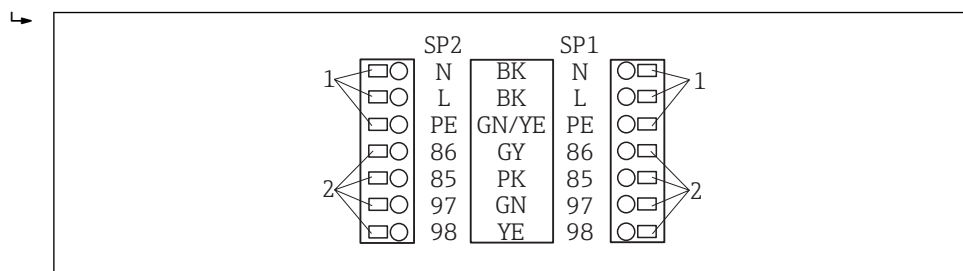 SP2 SP1
N BK N
1 1
L BK L
PE GN/YE PE
86 GY 86
85 PK 85
2 2
97 GN 97
98 YE 98